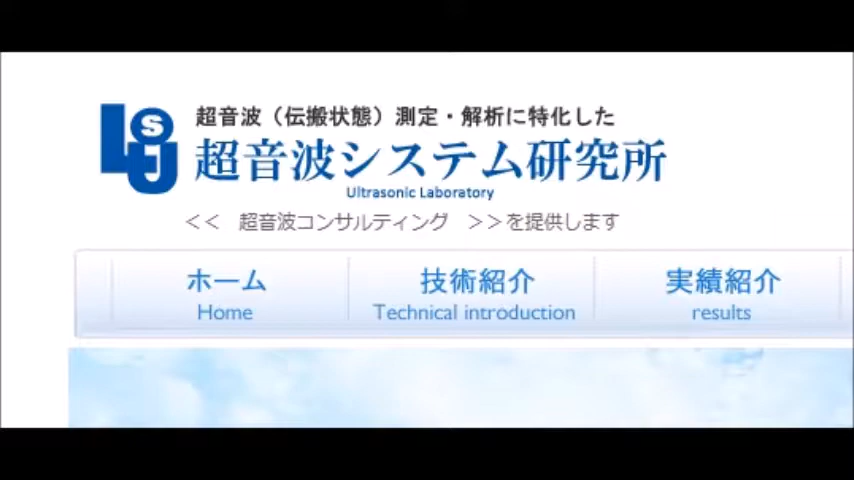 LSJ
超音波（伝搬状態）測定・解析に特化した
超音波システム研究所
Ultrasonic Laboratory
<< 超音波コンサルティング >>を提供します
ホーム 技術紹介 実績紹介
Home Technical introduction results